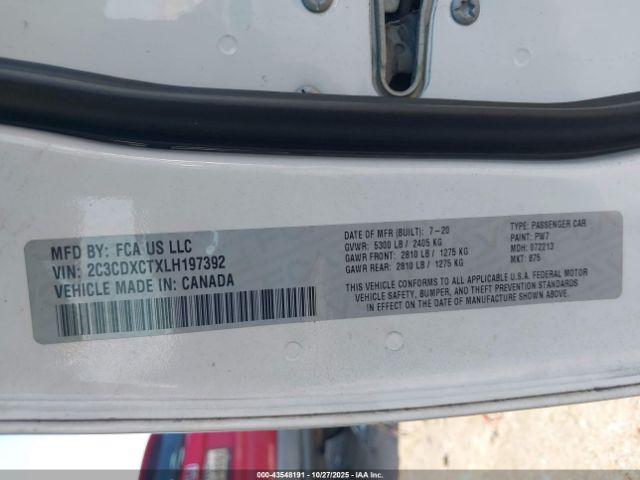 MFD BY: FCA US LLC
VIN: 2C3CDXCTXLH197392
VEHICLE MADE IN: CANADA
DATE OF MFR (BUILT): 7-20
GVWR: 5300 LB / 2405 KG
GAWR FRONT: 2810 LB / 1275 KG
GAWR REAR: 2810 LB / 1275 KG
TYPE: PASSENGER CAR
PAINT: PW7
MDH: 072213
MKT: 875
THIS VEHICLE CONFORMS TO ALL APPLICABLE U.S.A. FEDERAL MOTOR
VEHICLE SAFETY, BUMPER, AND THEFT PREVENTION STANDARDS
IN EFFECT ON THE DATE OF MANUFACTURE SHOWN ABOVE.
000-43548191 - 10/27/2025 - IAAI.com